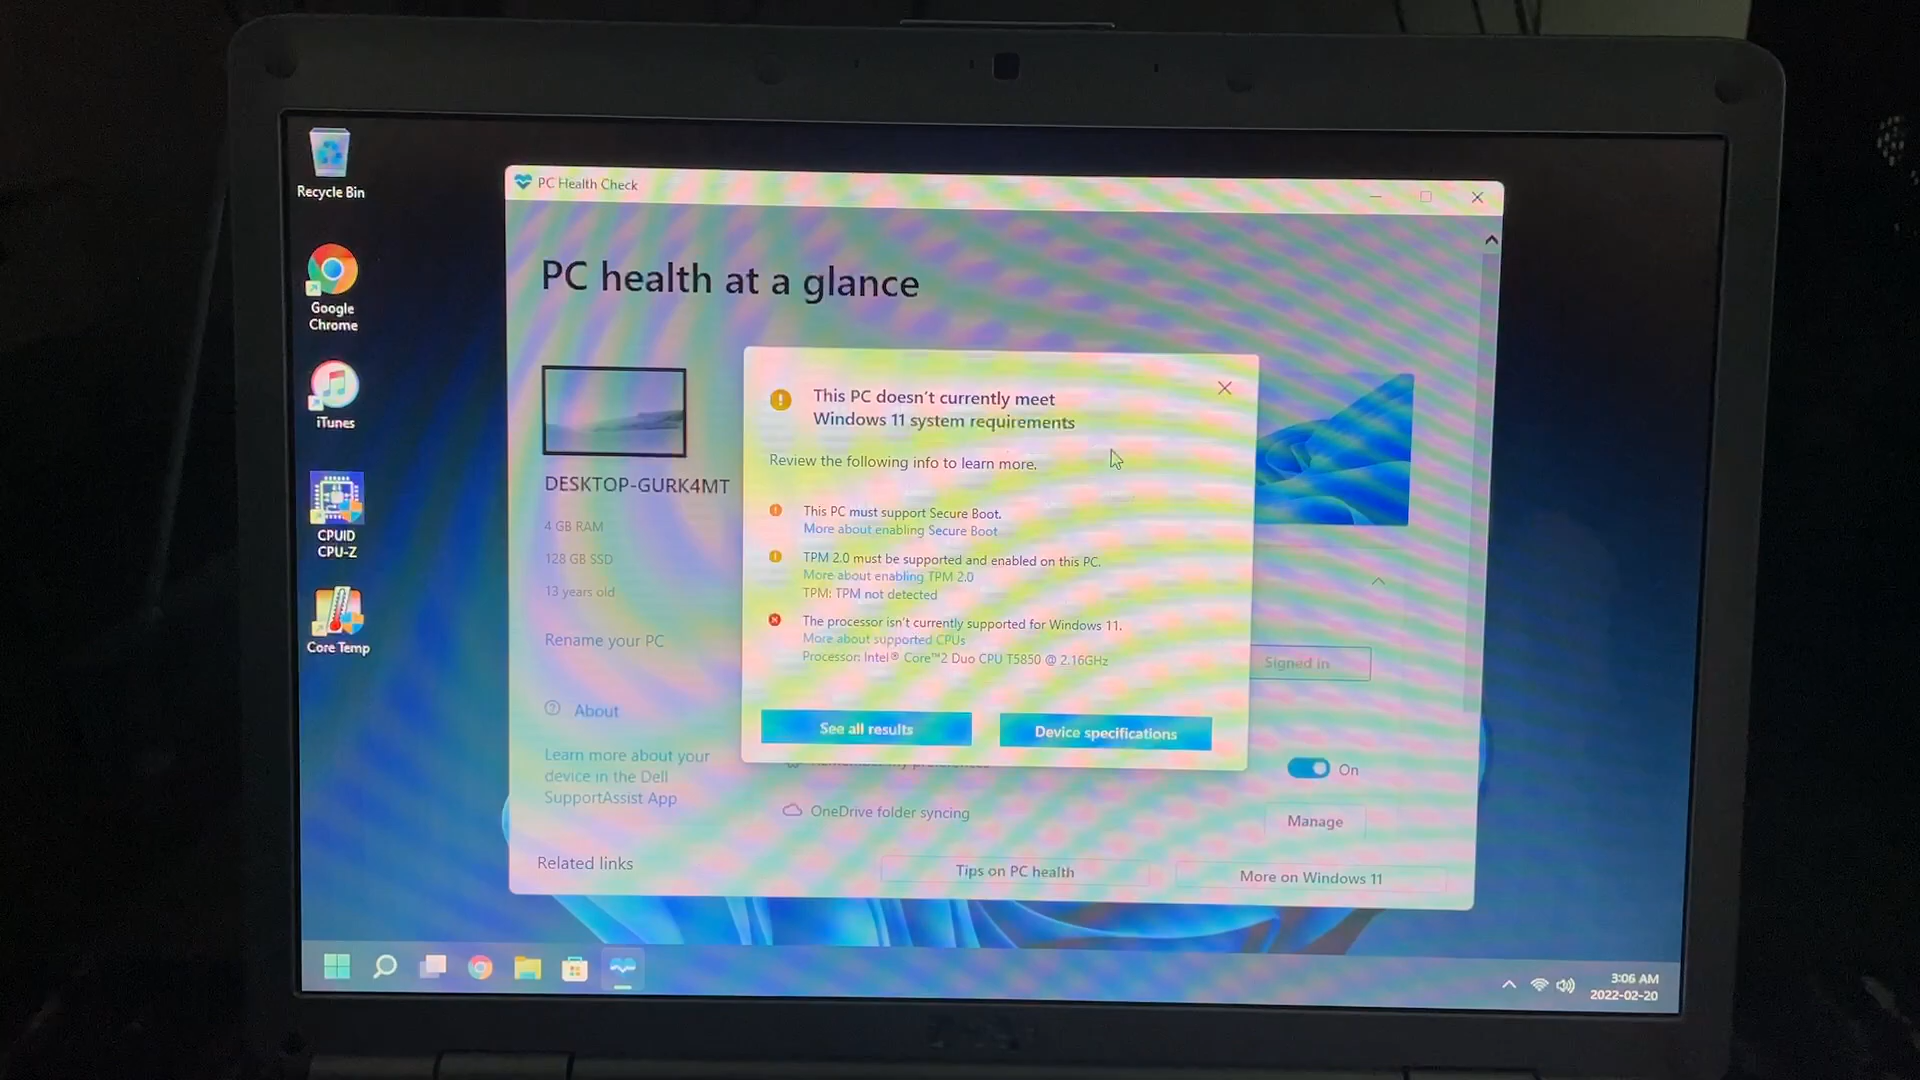 Recycle Bin
Google
Chrome
iTunes
CPUID
CPU-Z
Core Temp
PC Health Check
PC health at a glance
DESKTOP-GURK4MT
4 GB RAM
128 GB SSD
13 years old
Rename your PC
About
Learn more about your
device in the Dell
SupportAssist App
Related links
This PC doesn't currently meet
Windows 11 system requirements
Review the following info to learn more.
This PC must support Secure Boot.
More about enabling Secure Boot
TPM 2.0 must be supported and enabled on this PC.
More about enabling TPM 2.0
TPM: TPM not detected
The processor isn't currently supported for Windows 11.
More about supported CPUs
Processor: Intel® Core™2 Duo CPU T5850 @ 2.16GHz
See all results
Device specifications
Signed in
On
OneDrive folder syncing
Manage
Tips on PC health
More on Windows 11
3:06 AM
2022-02-20